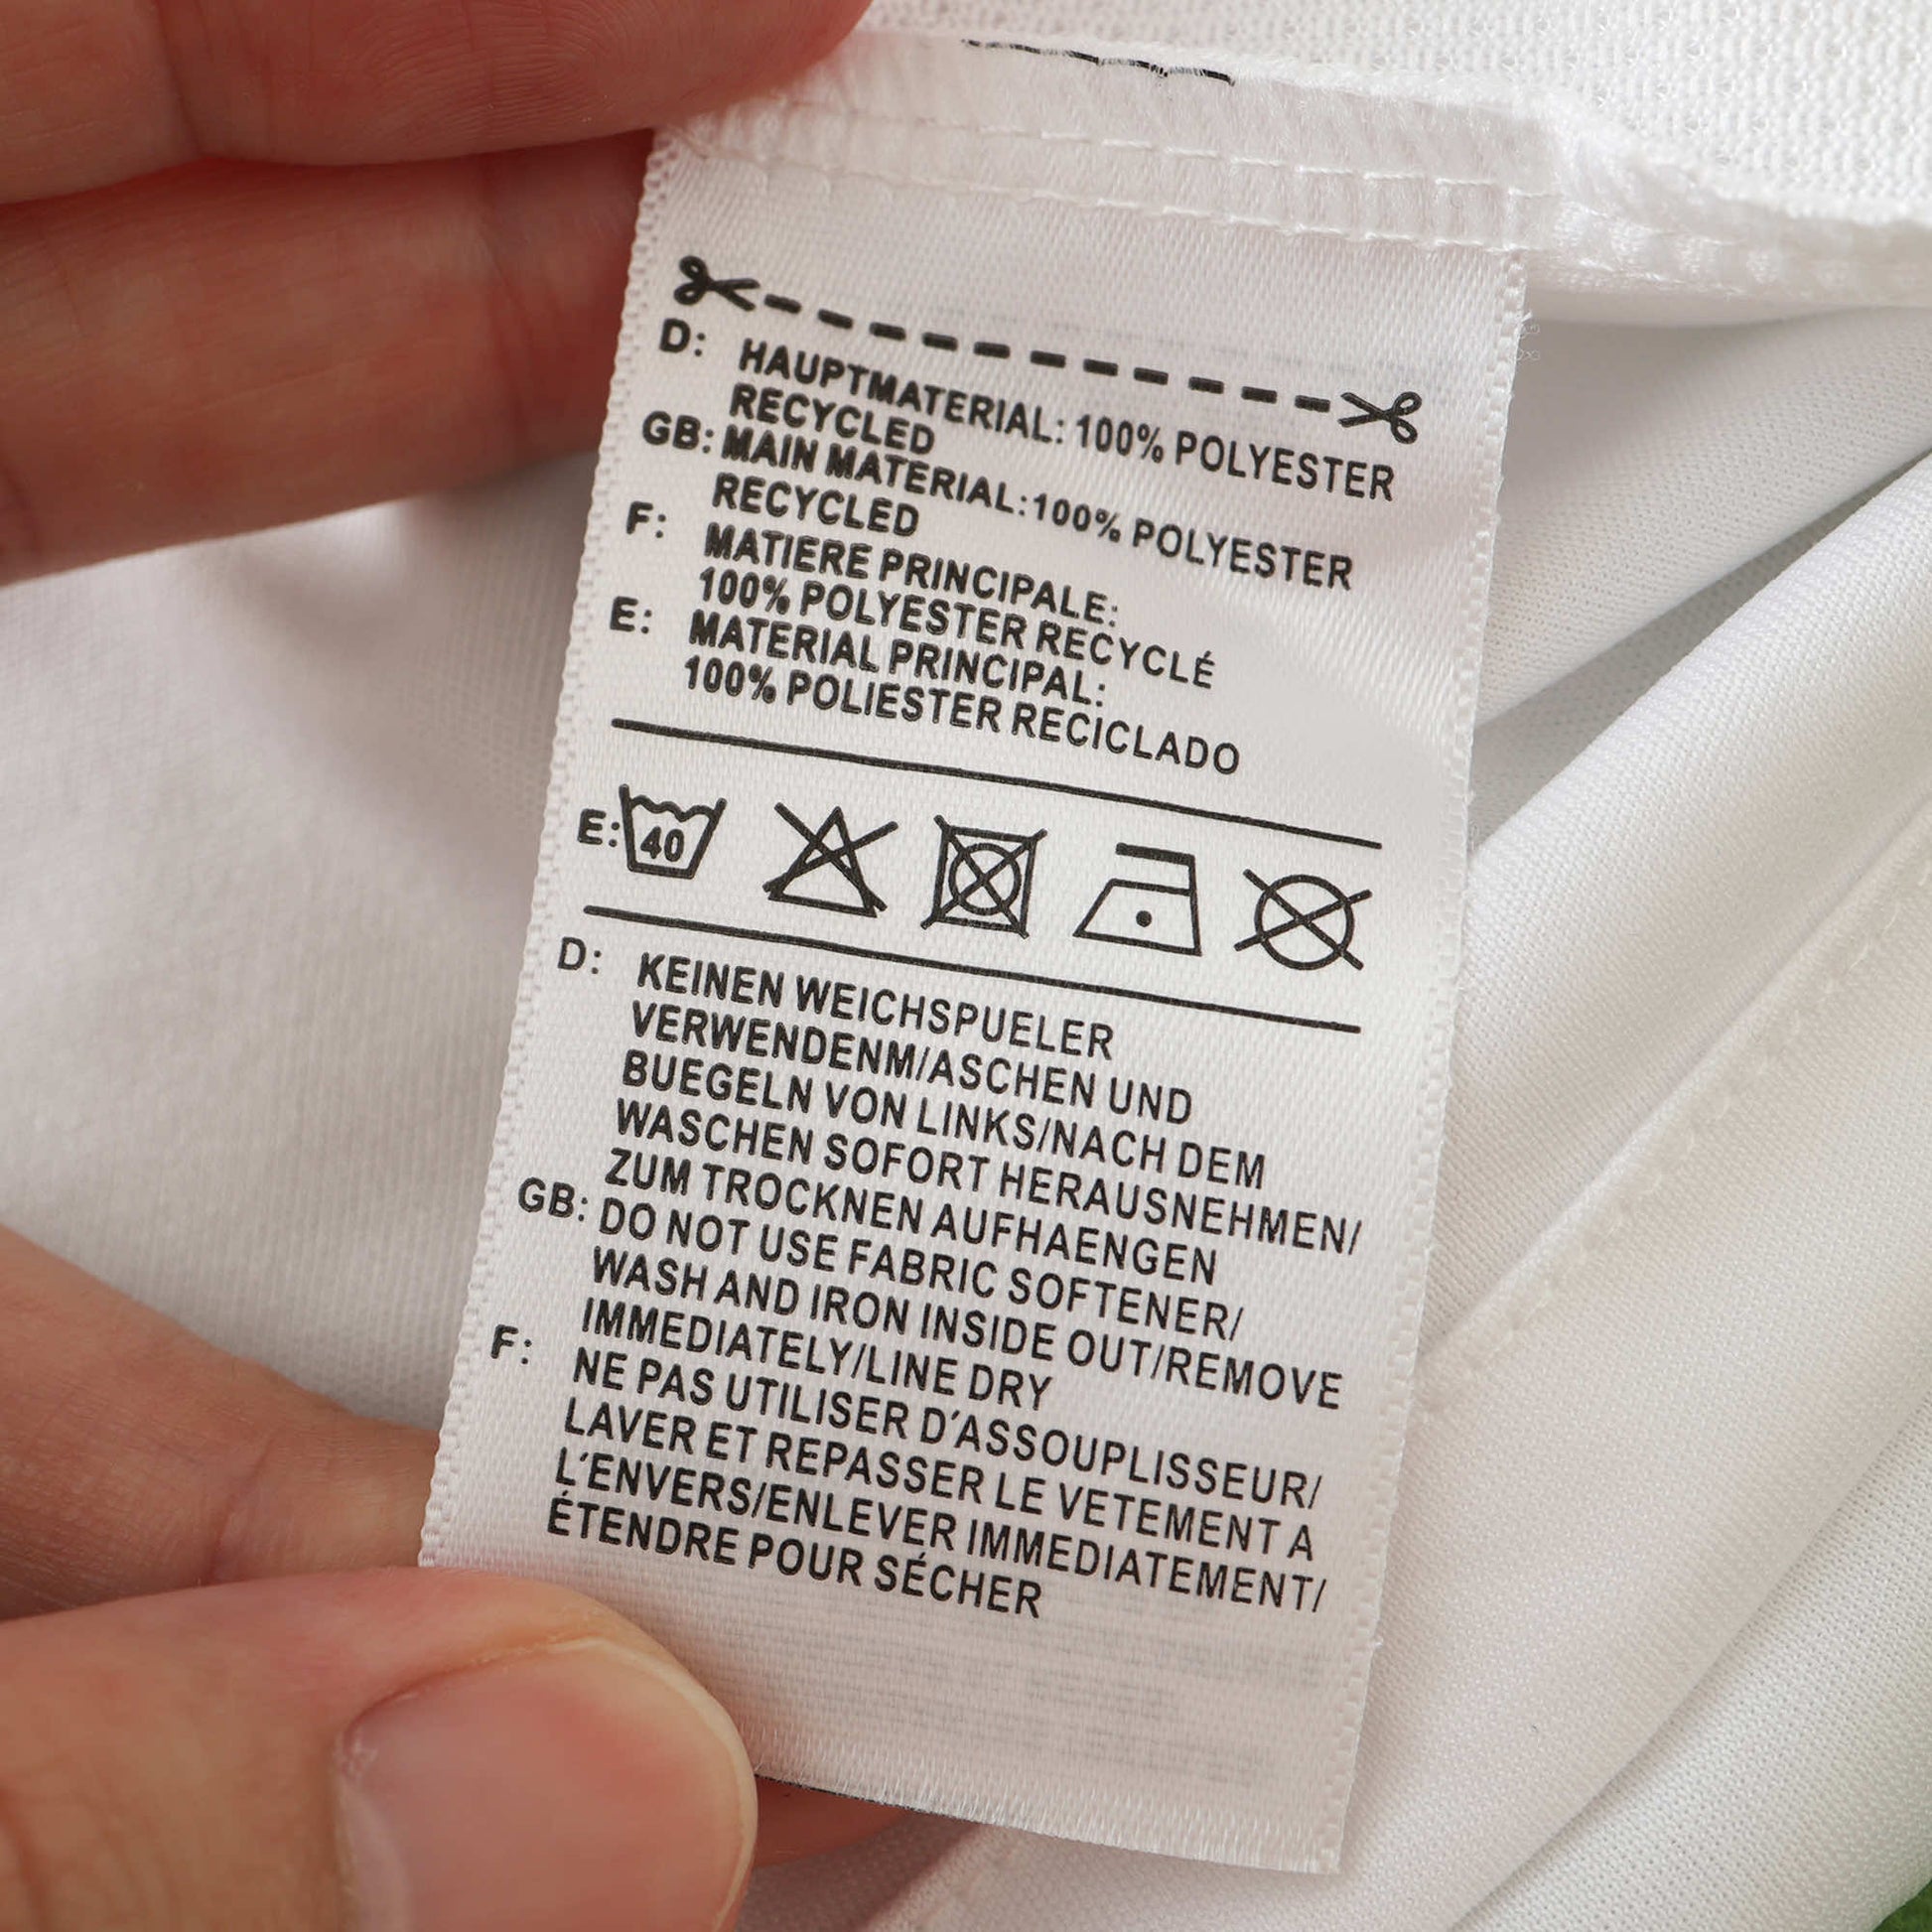 D: HAUPTMATERIAL: 100% POLYESTER
RECYCLED
GB: MAIN MATERIAL:100% POLYESTER
RECYCLED
F: MATIERE PRINCIPALE:
100% POLYESTER RECYCLÉ
E: MATERIAL PRINCIPAL:
100% POLIESTER RECICLADO
E: 40
D: KEINEN WEICHSPUELER
VERWENDENM/ASCHEN UND
BUEGELN VON LINKS/NACH DEM
WASCHEN SOFORT HERAUSNEHMEN/
ZUM TROCKNEN AUFHAENGEN
GB: DO NOT USE FABRIC SOFTENER/
WASH AND IRON INSIDE OUT/REMOVE
IMMEDIATELY/LINE DRY
F: NE PAS UTILISER D´ASSOUPLISSEUR/
LAVER ET REPASSER LE VETEMENT A
L´ENVERS/ENLEVER IMMEDIATEMENT/
ÉTENDRE POUR SÉCHER